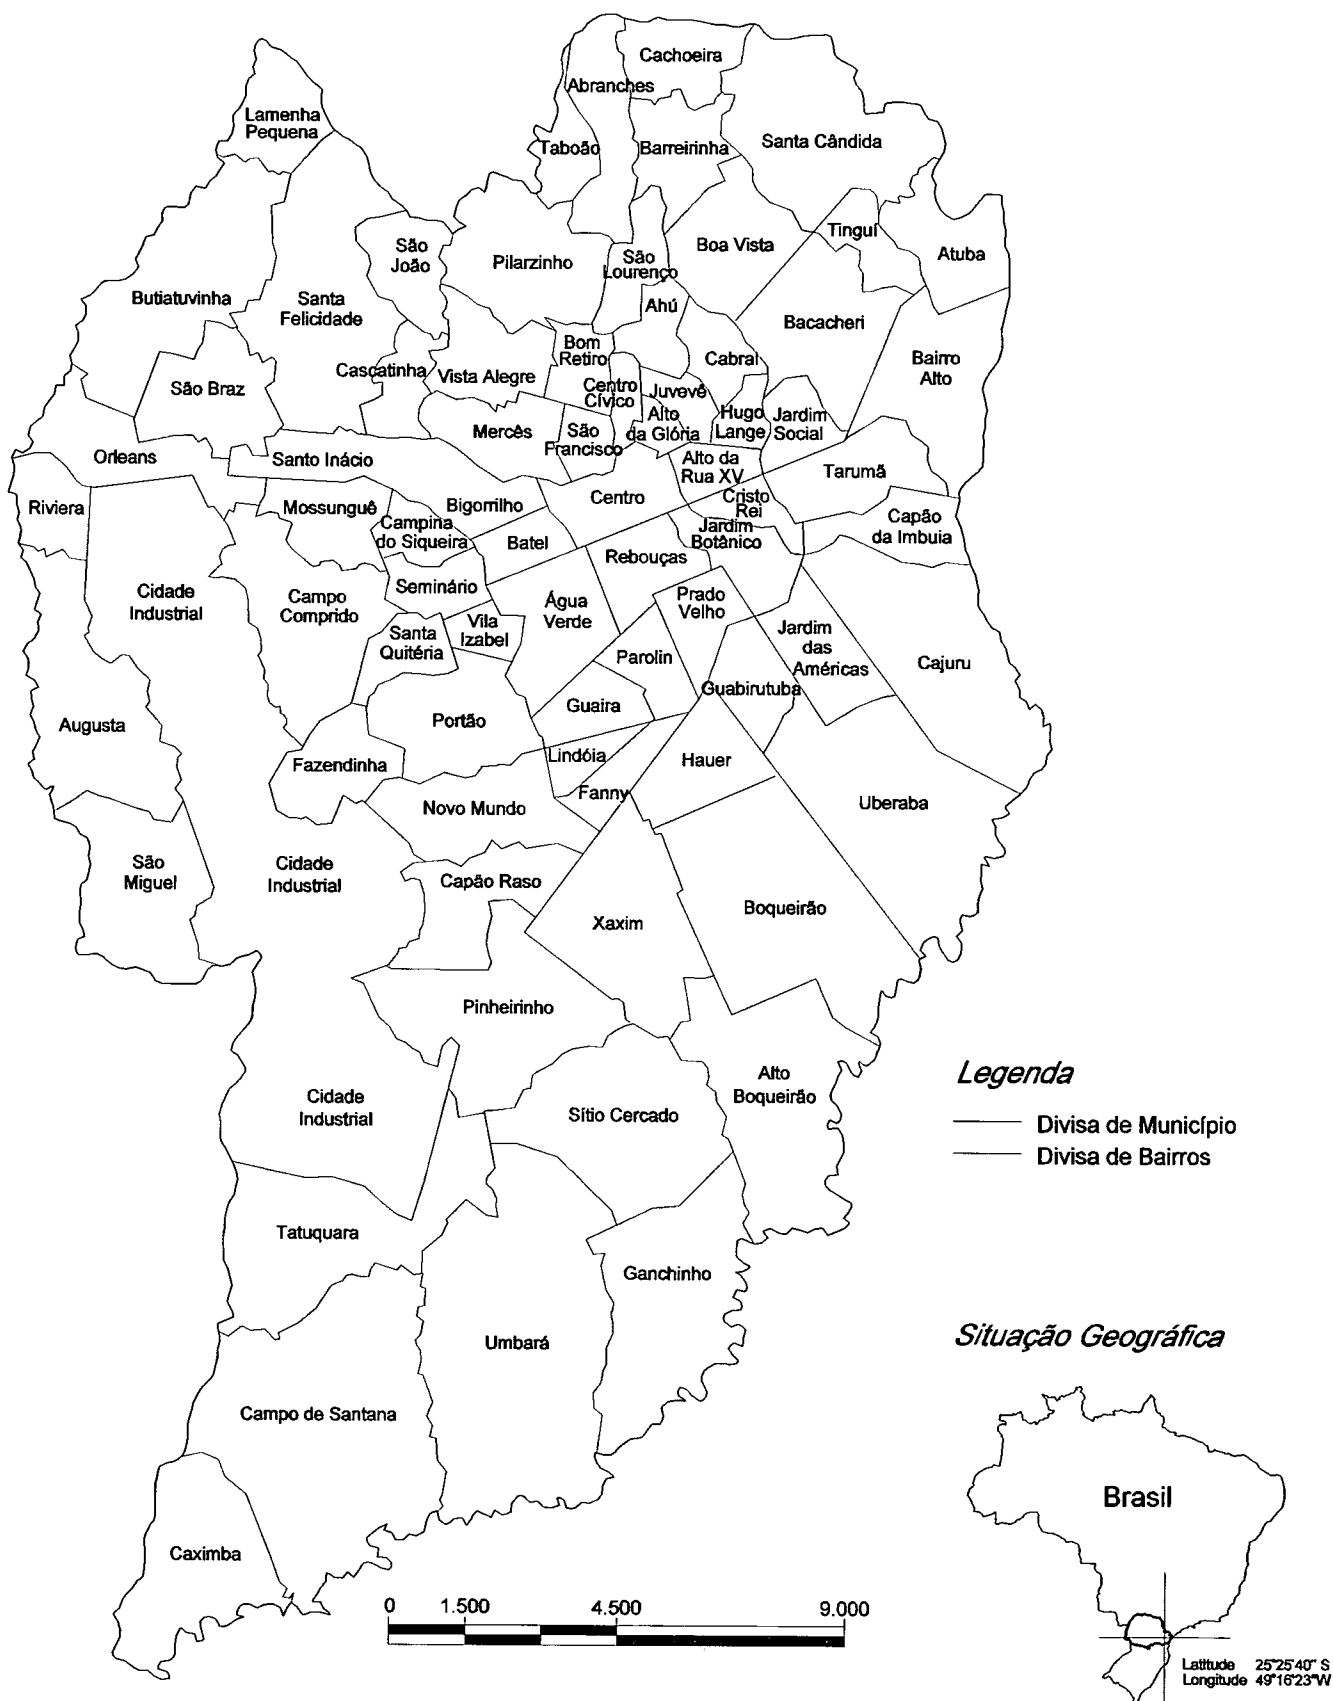 Cachoeira
Abranches
Lamenha
Pequena
Taboão
Barreirinha
Santa Cândida
São
João
Pilarzinho
São
Lourenço
Boa Vista
Tinguí
Atuba
Butiatuvinha
Santa
Felicidade
Ahú
Bacacheri
Bom
Retiro
Cabral
Bairro
Alto
São Braz
Cascatinha
Vista Alegre
Centro
Cívico
Juvevê
Hugo
Lange
Jardim
Social
Mercês
São
Francisco
Alto
da Glória
Orleans
Santo Inácio
Alto da
Rua XV
Tarumã
Riviera
Mossunguê
Bigorrilho
Centro
Cristo
Rei
Capão
da Imbuia
Campina
do Siqueira
Batel
Rebouças
Jardim
Botânico
Cidade
Industrial
Campo
Comprido
Seminário
Água
Verde
Prado
Velho
Santa
Quitéria
Vila
Izabel
Parolin
Jardim
das
Américas
Cajuru
Augusta
Portão
Guaira
Guabirutuba
Fazendinha
Lindóia
Hauer
Novo Mundo
Fanny
Uberaba
São
Miguel
Cidade
Industrial
Capão Raso
Xaxim
Boqueirão
Pinheirinho
Cidade
Industrial
Sítio Cercado
Alto
Boqueirão
Legenda
Divisa de Município
Divisa de Bairros
Tatuquara
Ganchinho
Umbará
Situação Geográfica
Campo de Santana
Brasil
Caximba
0 1.500 4.500 9.000
Latitude 25°25'40" S
Longitude 49°16'23"W